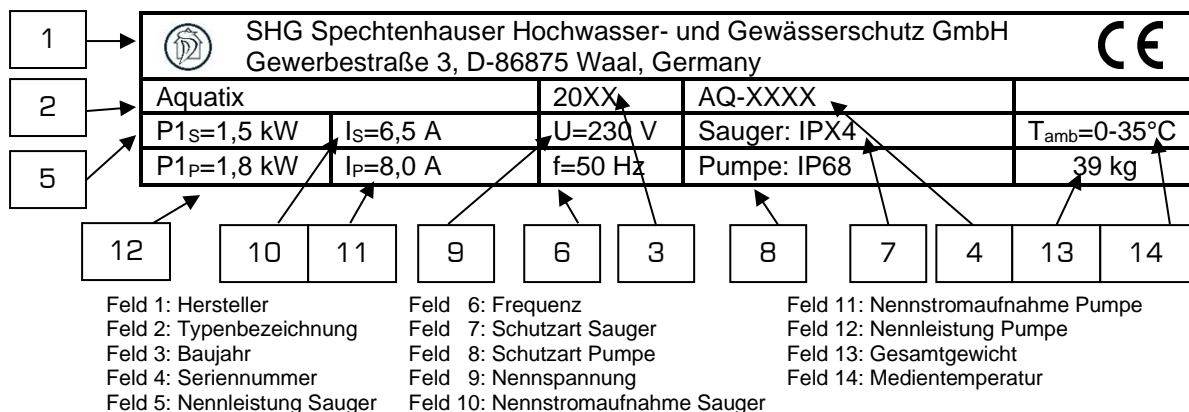 1
SHG Spechtenhauser Hochwasser- und Gewässerschutz GmbH
Gewerbestraße 3, D-86875 Waal, Germany
CE
2
Aquatix 20XX AQ-XXXX
P1S=1,5 kW IS=6,5 A U=230 V Sauger: IPX4 Tamb=0-35°C
5
P1P=1,8 kW IP=8,0 A f=50 Hz Pumpe: IP68 39 kg
12 10 11 9 6 3 8 7 4 13 14
Feld 1: Hersteller
Feld 2: Typenbezeichnung
Feld 3: Baujahr
Feld 4: Seriennummer
Feld 5: Nennleistung Sauger
Feld 6: Frequenz
Feld 7: Schutzart Sauger
Feld 8: Schutzart Pumpe
Feld 9: Nennspannung
Feld 10: Nennstromaufnahme Sauger
Feld 11: Nennstromaufnahme Pumpe
Feld 12: Nennleistung Pumpe
Feld 13: Gesamtgewicht
Feld 14: Medientemperatur